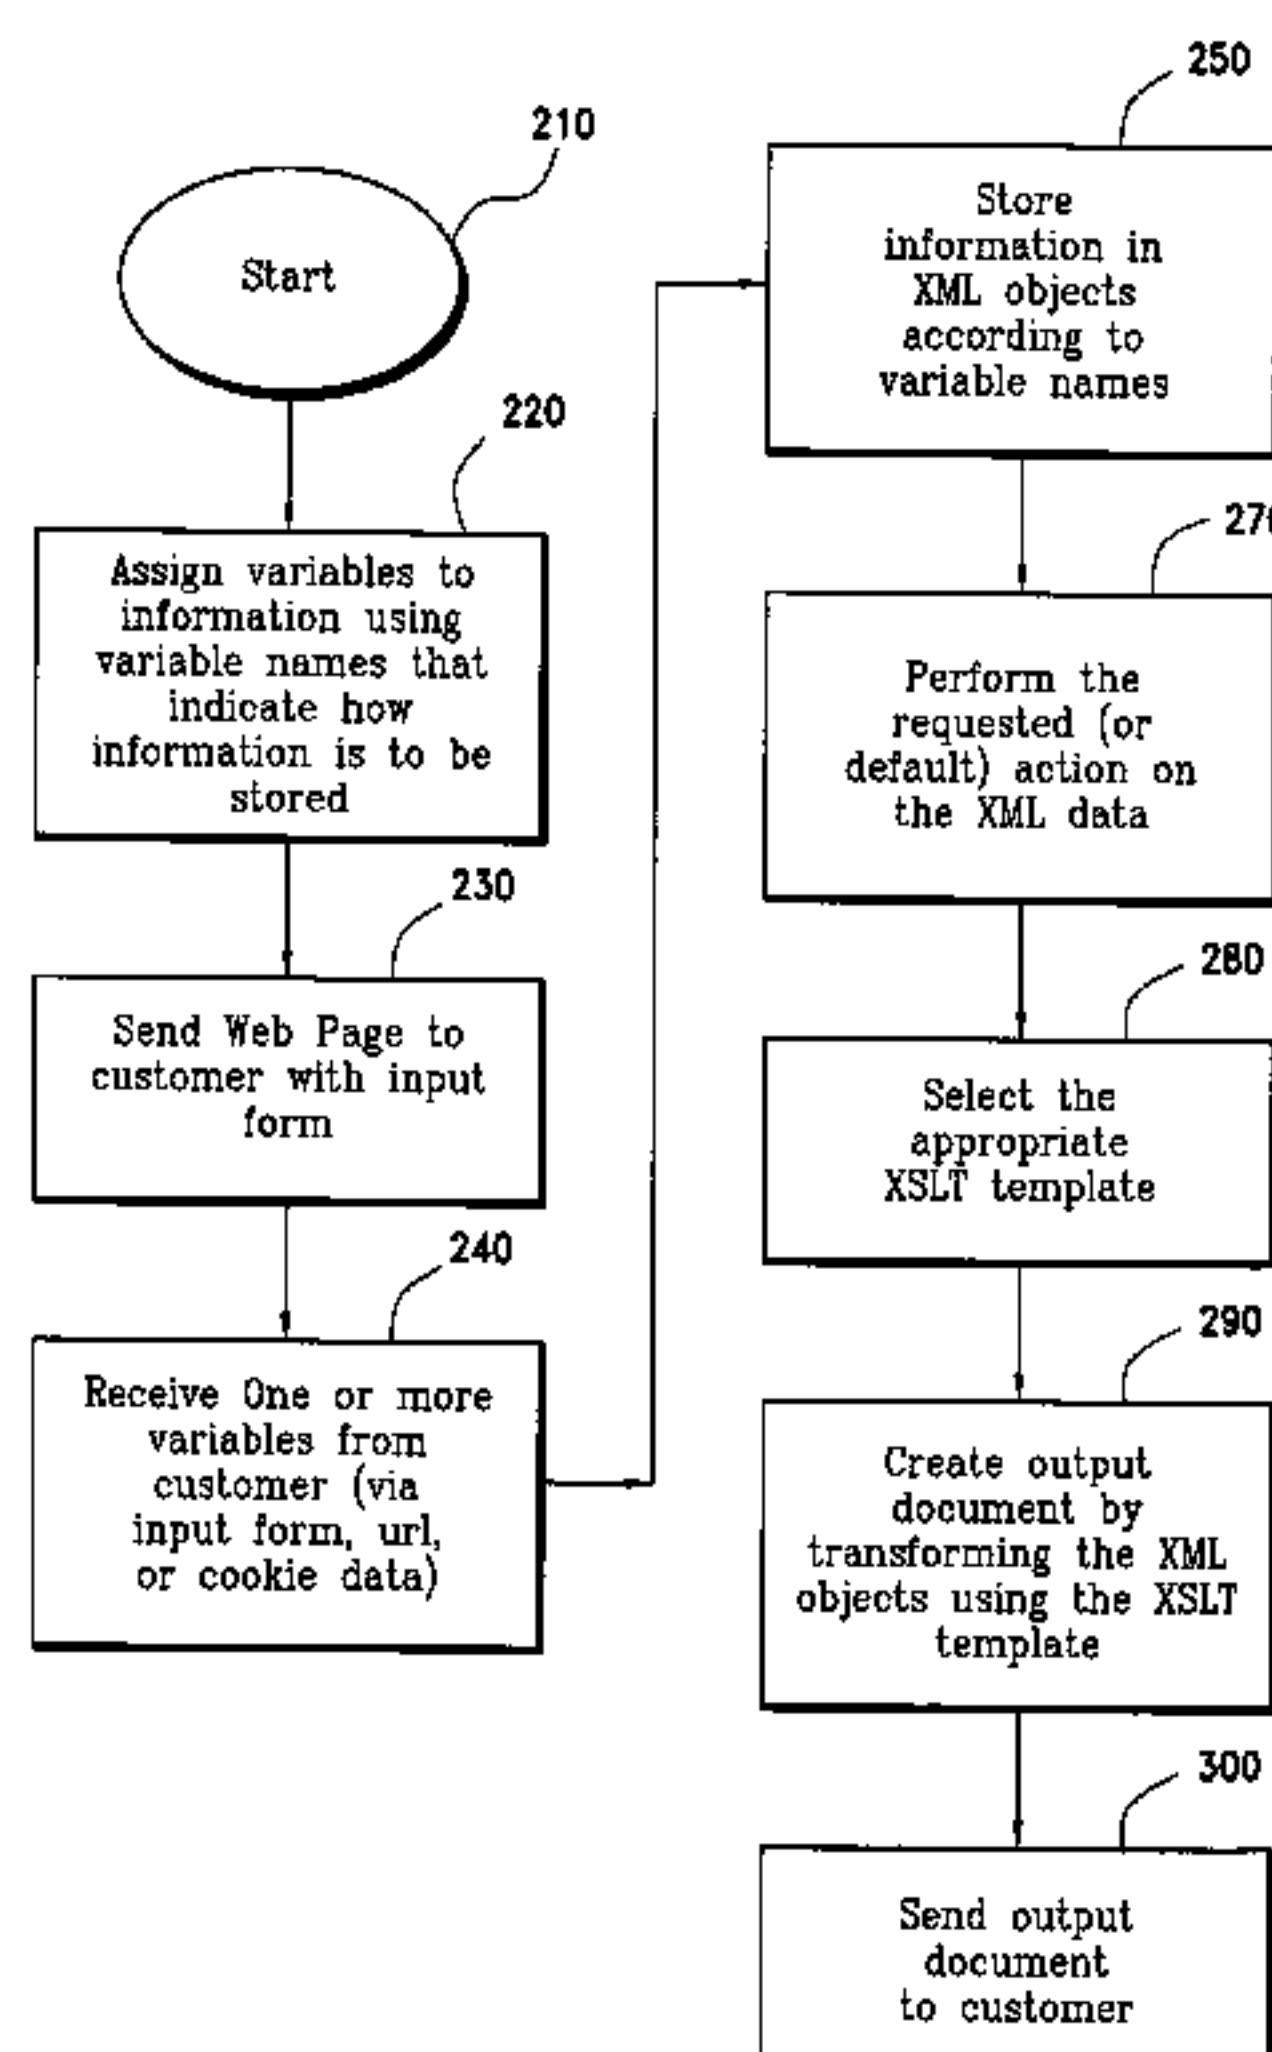 210
Start
220
Assign variables to
information using
variable names that
indicate how
information is to be
stored
230
Send Web Page to
customer with input
form
240
Receive One or more
variables from
customer (via
input form, url,
or cookie data)
250
Store
information in
XML objects
according to
variable names
Perform the
requested (or
default) action on
the XML data
280
Select the
appropriate
XSLT template
290
Create output
document by
transforming the XML
objects using the XSLT
template
300
Send output
document
to customer